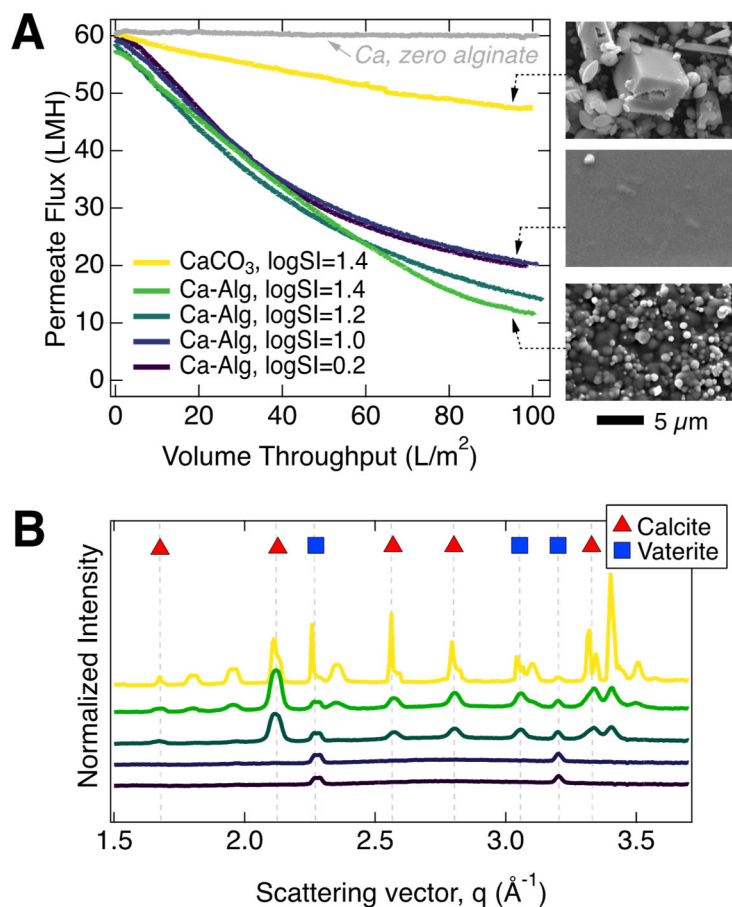 A
Permeate Flux (LMH)
60
50
40
30
20
10
0
Ca, zero alginate
CaCO₃, logSI=1.4
Ca-Alg, logSI=1.4
Ca-Alg, logSI=1.2
Ca-Alg, logSI=1.0
Ca-Alg, logSI=0.2
0 20 40 60 80 100
Volume Throughput (L/m²)
5 µm
B
Calcite
Vaterite
Normalized Intensity
1.5 2.0 2.5 3.0 3.5
Scattering vector, q (Å⁻¹)